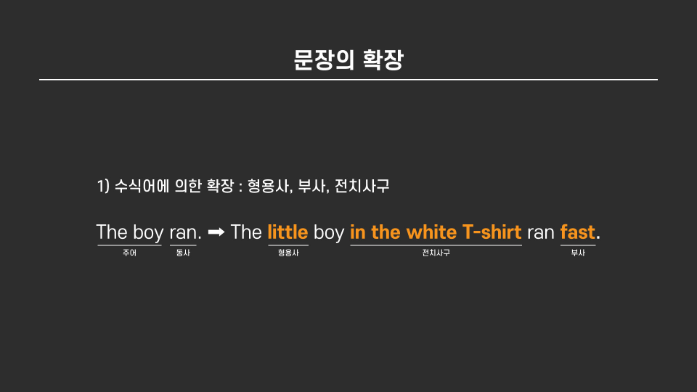 문장의 확장
1) 수식어에 의한 확장 : 형용사, 부사, 전치사구
The boy ran. ➡ The little boy in the white T-shirt ran fast.
주어 동사 형용사 전치사구 부사